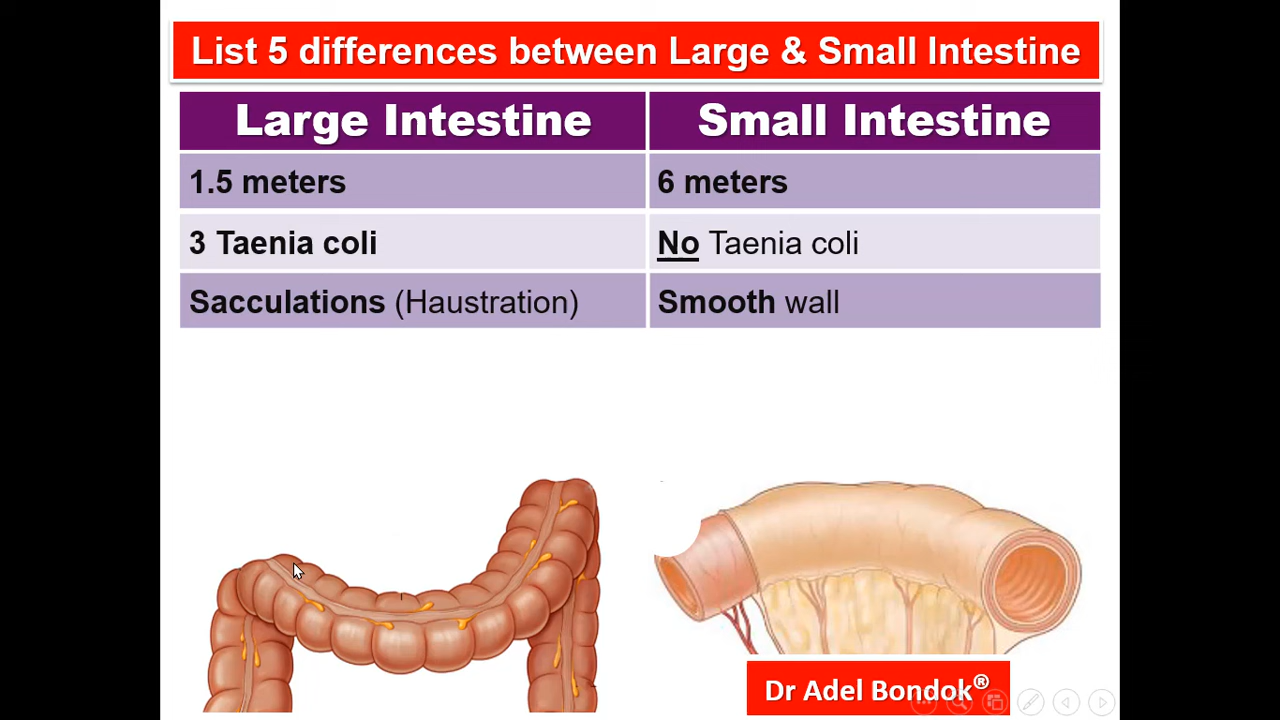 List 5 differences between Large & Small Intestine
Large Intestine Small Intestine
1.5 meters 6 meters
3 Taenia coli No Taenia coli
Sacculations (Haustration) Smooth wall
Dr Adel Bondok®